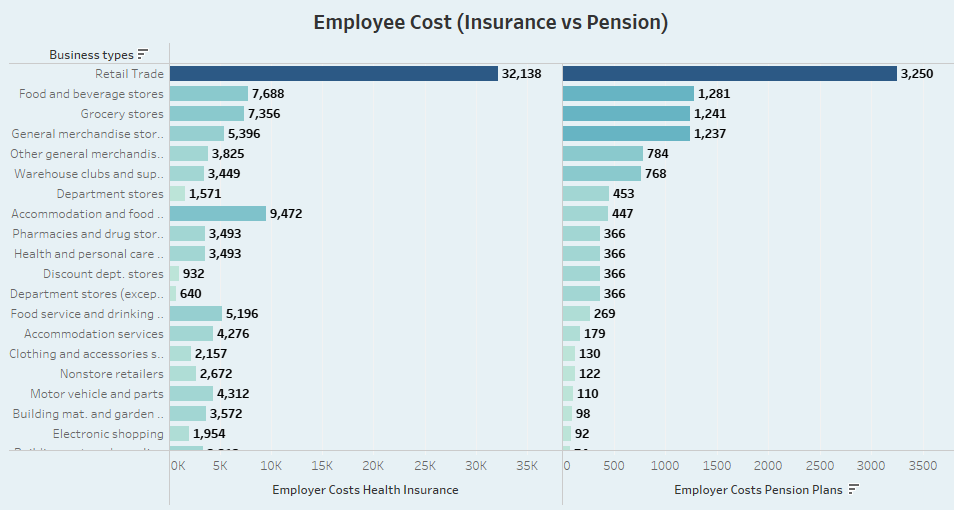 Employee Cost (Insurance vs Pension)
Business types
Retail Trade 32,138 3,250
Food and beverage stores 7,688 1,281
Grocery stores 7,356 1,241
General merchandise stor.. 5,396 1,237
Other general merchandis.. 3,825 784
Warehouse clubs and sup.. 3,449 768
Department stores 1,571 453
Accommodation and food .. 9,472 447
Pharmacies and drug stor.. 3,493 366
Health and personal care .. 3,493 366
Discount dept. stores 932 366
Department stores (excep.. 640 366
Food service and drinking .. 5,196 269
Accommodation services 4,276 179
Clothing and accessories s.. 2,157 130
Nonstore retailers 2,672 122
Motor vehicle and parts 4,312 110
Building mat. and garden .. 3,572 98
Electronic shopping 1,954 92
0K 5K 10K 15K 20K 25K 30K 35K 0 500 1000 1500 2000 2500 3000 3500
Employer Costs Health Insurance Employer Costs Pension Plans